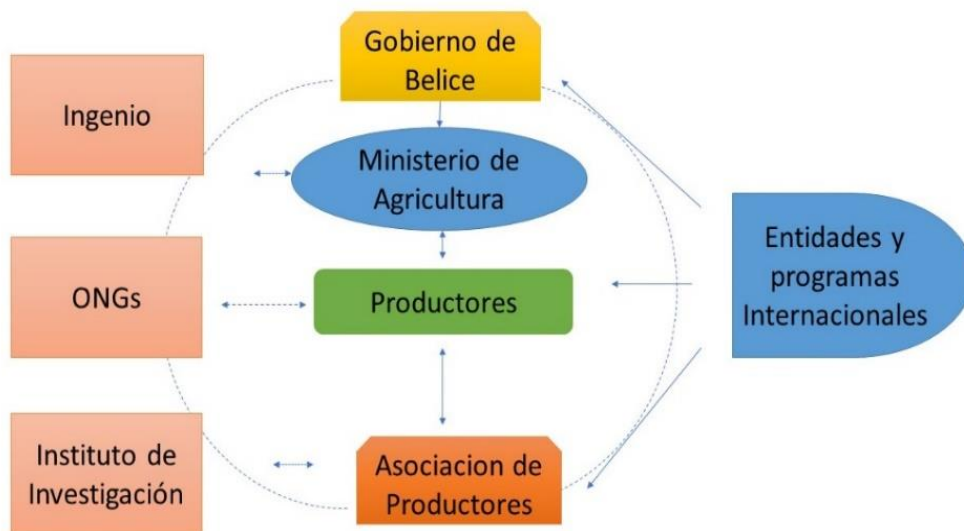 Gobierno de
Belice
Ingenio
Ministerio de
Agricultura
Entidades y
programas
Internacionales
ONGs
Productores
Instituto de
Investigación
Asociacion de
Productores